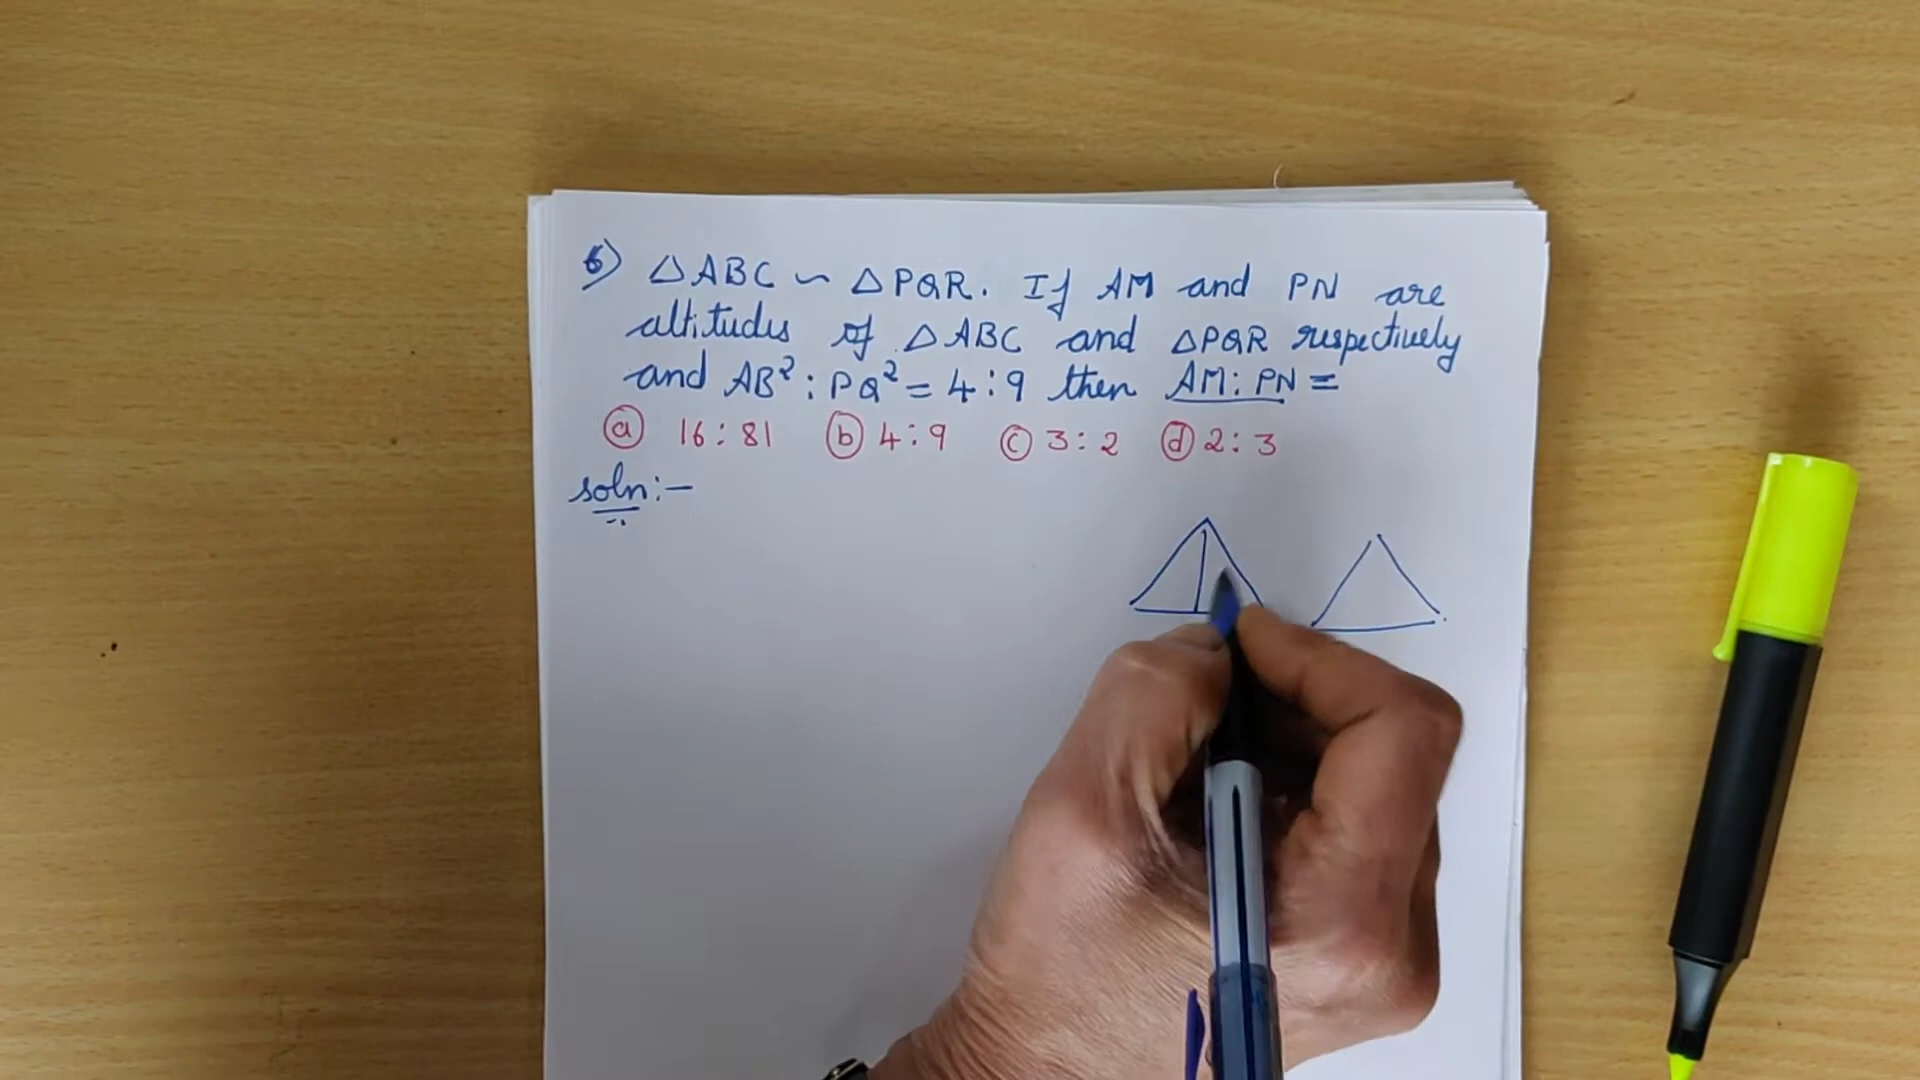 6) △ABC ∼ △PQR. If AM and PN are
altitudes of △ABC and △PQR respectively
and AB² : PQ² = 4 : 9 then AM : PN =
(a) 16 : 81 (b) 4 : 9 (c) 3 : 2 (d) 2 : 3
soln :-